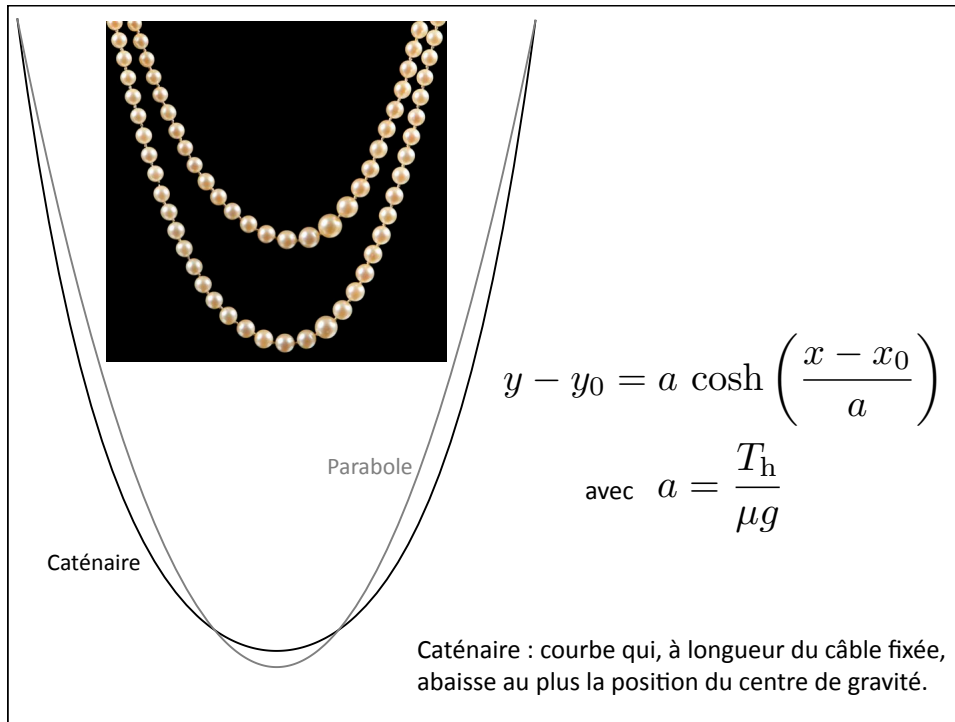 y − y₀ = a cosh ( (x − x₀) / a )
Parabole
avec a = Tₕ / μg
Caténaire
Caténaire : courbe qui, à longueur du câble fixée,
abaisse au plus la position du centre de gravité.